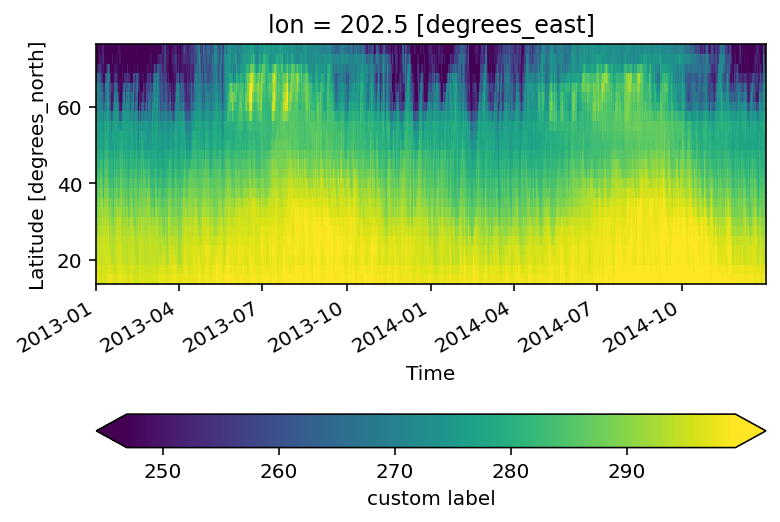 lon = 202.5 [degrees_east]
Latitude [degrees_north]
60
40
20
2013-01 2013-04 2013-07 2013-10 2014-01 2014-04 2014-07 2014-10
Time
250 260 270 280 290
custom label